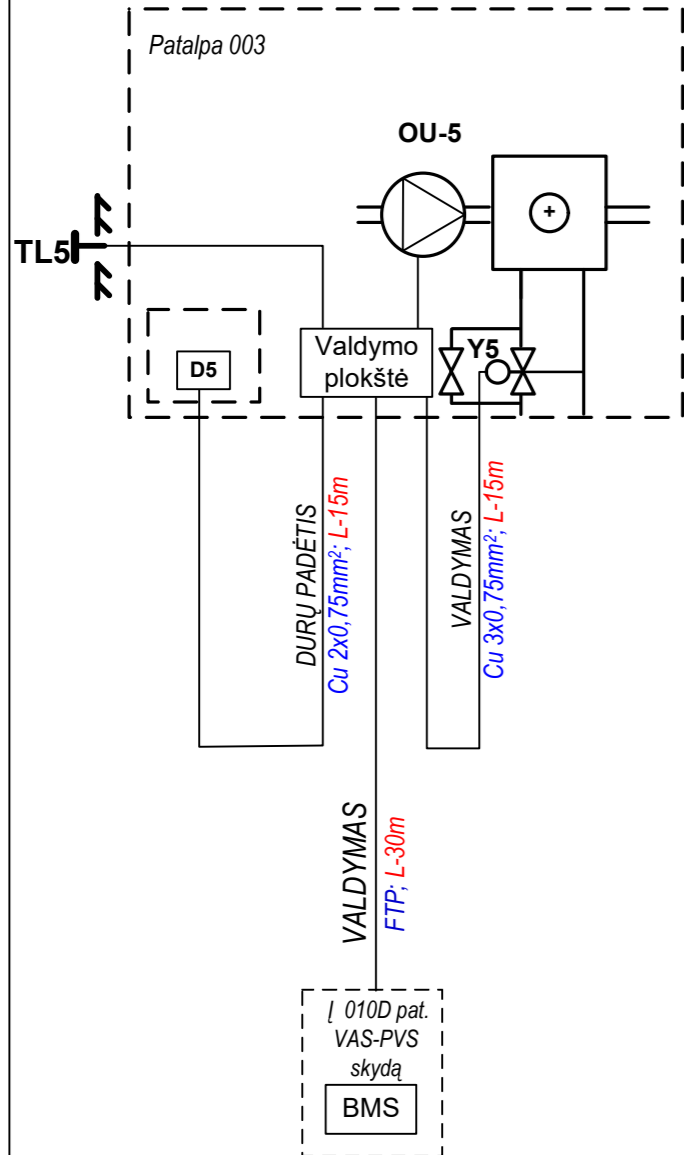 Patalpa 003
OU-5
+
TL5
Y5
D5
Valdymo
plokštė
DURŲ PADĖTIS
Cu 2x0,75mm²; L-15m
VALDYMAS
Cu 3x0,75mm²; L-15m
VALDYMAS
FTP; L-30m
Į 010D pat.
VAS-PVS
skydą
BMS